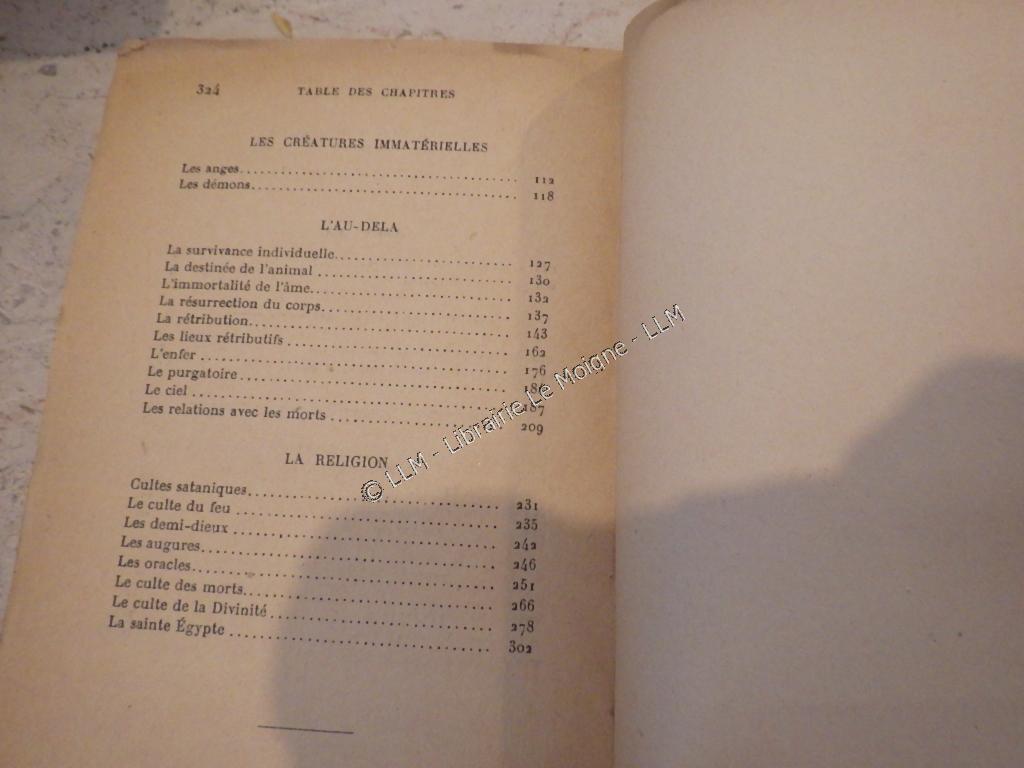 324 TABLE DES CHAPITRES
LES CRÉATURES IMMATÉRIELLES
Les anges 112
Les démons 118
L'AU-DELA
La survivance individuelle 127
La destinée de l'animal 130
L'immortalité de l'âme 132
La résurrection du corps 137
La rétribution 143
Les lieux rétributifs 162
L'enfer 176
Le purgatoire
Le ciel 187
Les relations avec les morts 209
LA RELIGION
Cultes sataniques 231
Le culte du feu 235
Les demi-dieux 242
Les augures 246
Les oracles 251
Le culte des morts 266
Le culte de la Divinité 278
La sainte Égypte 302
© LLM - Librairie Le Moigne - LLM